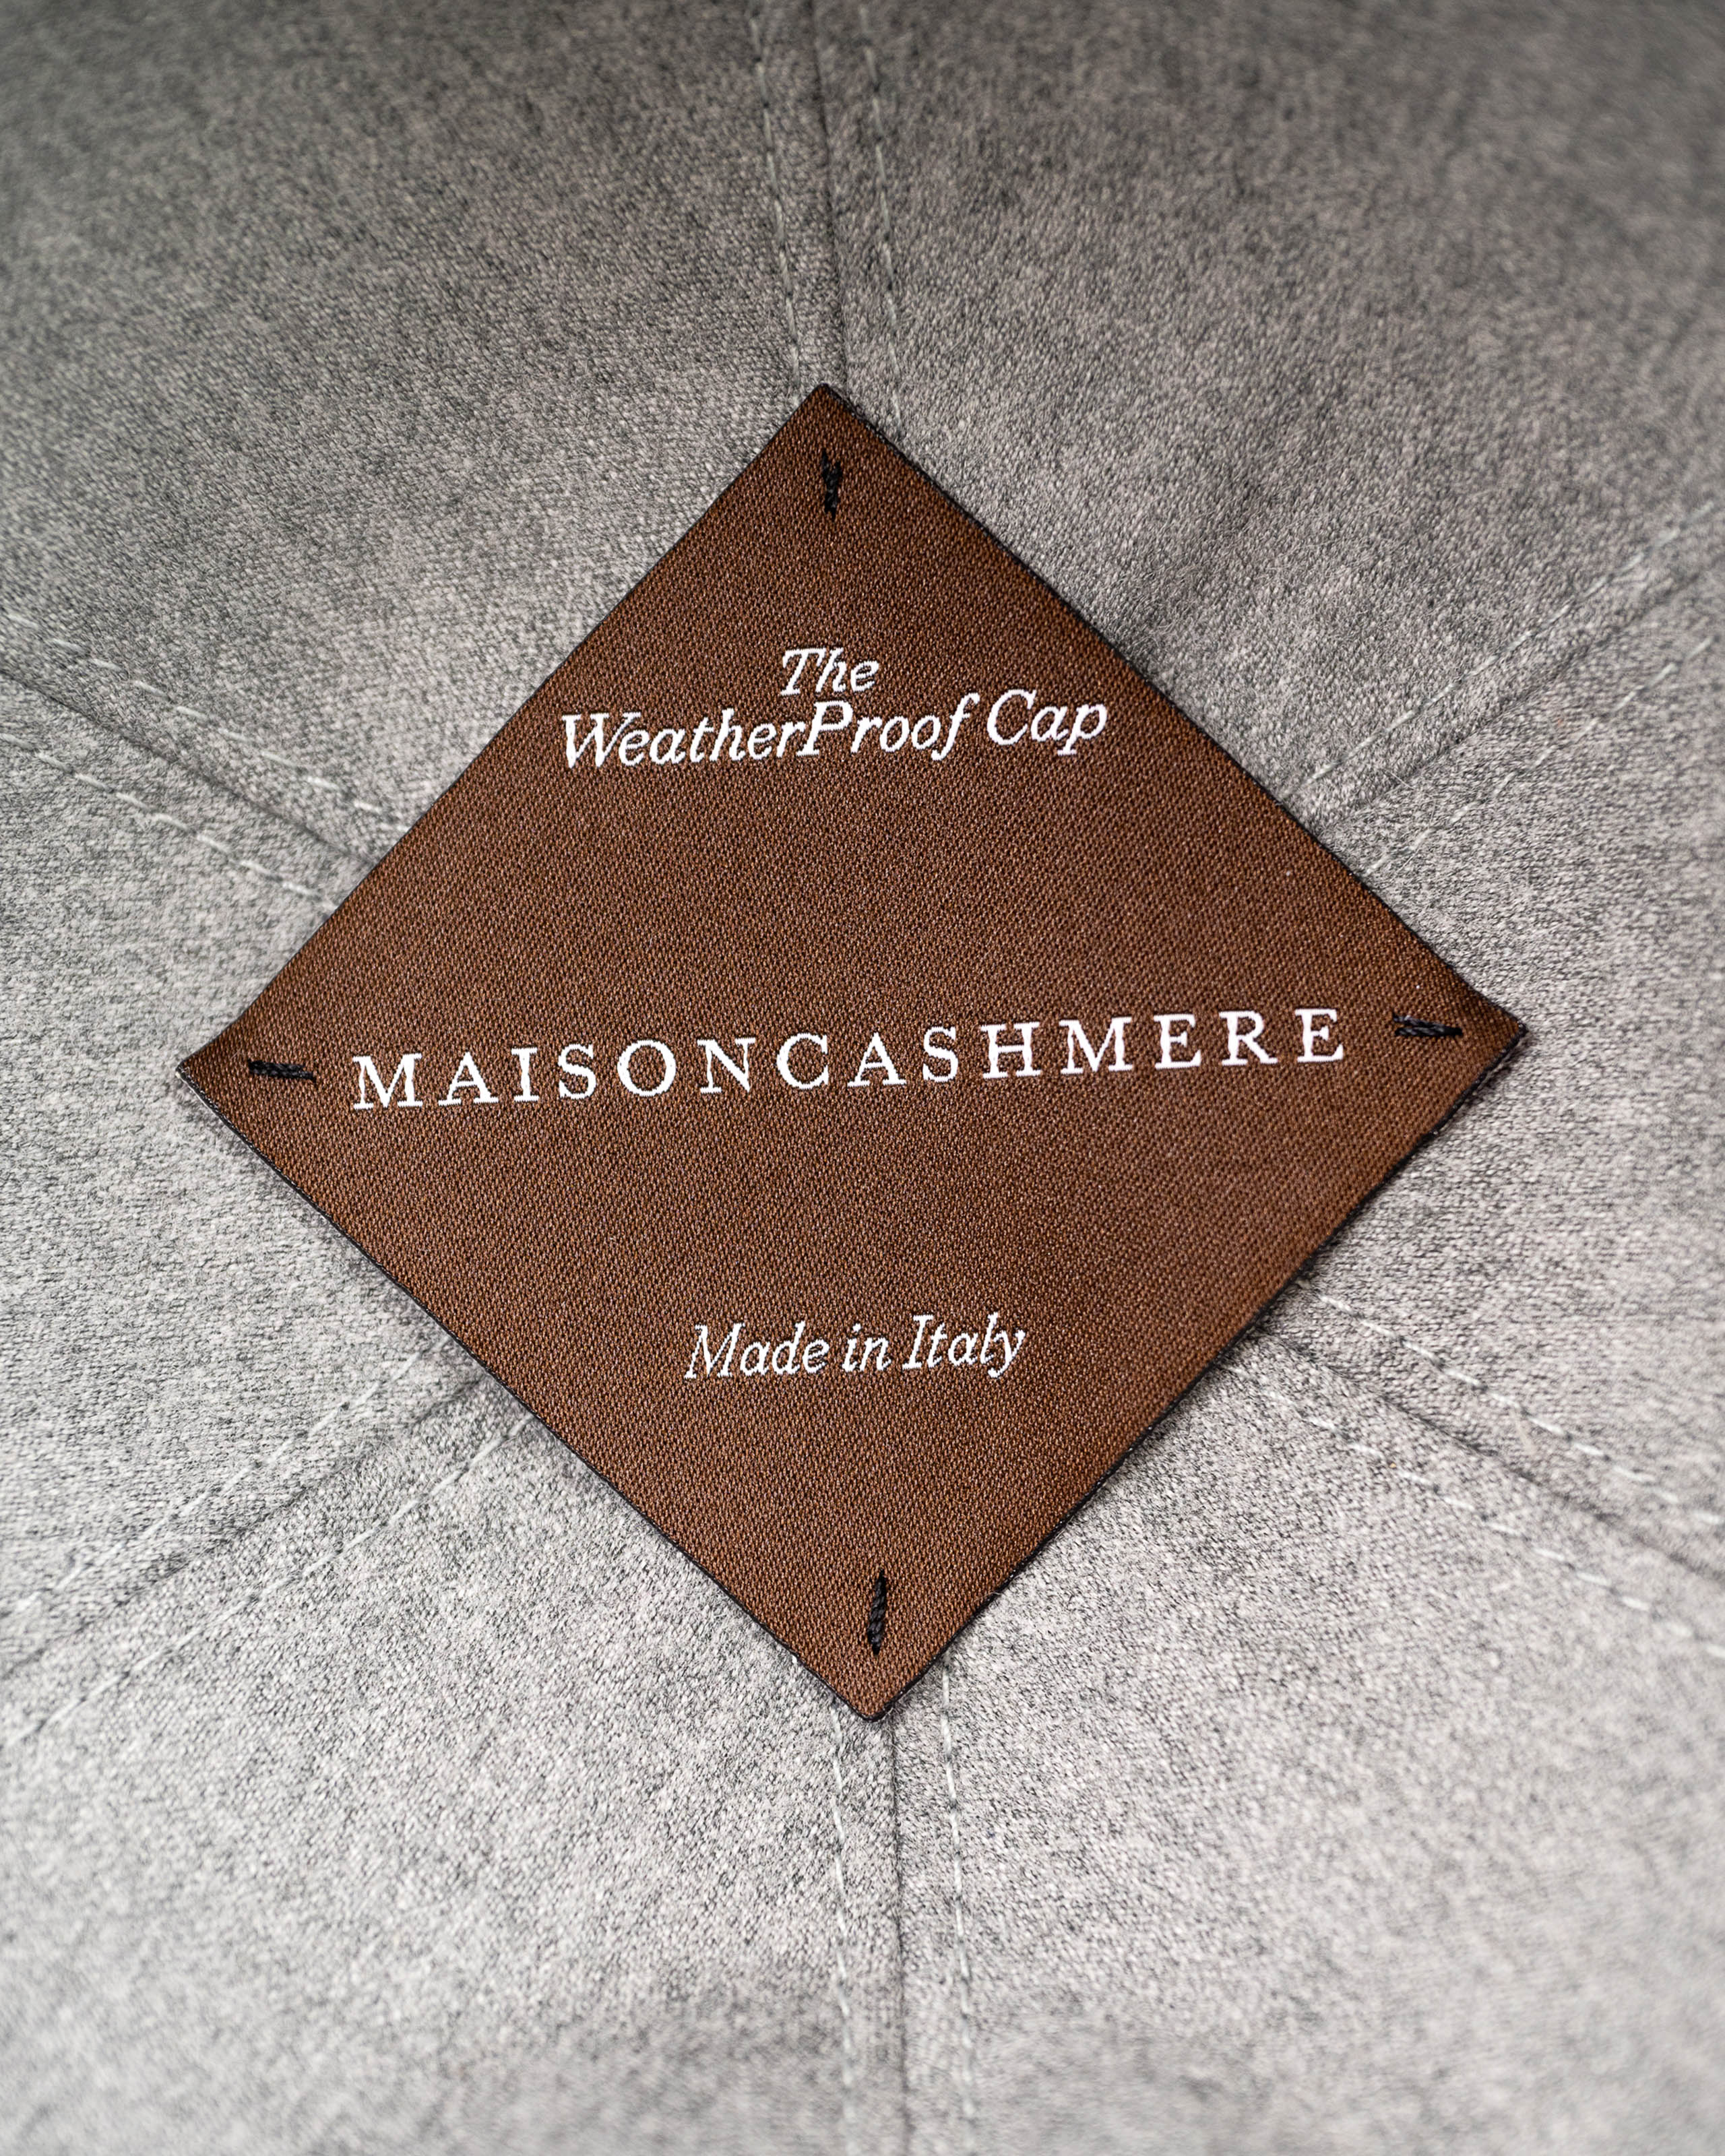 The
WeatherProof Cap
MAISONCASHMERE
Made in Italy